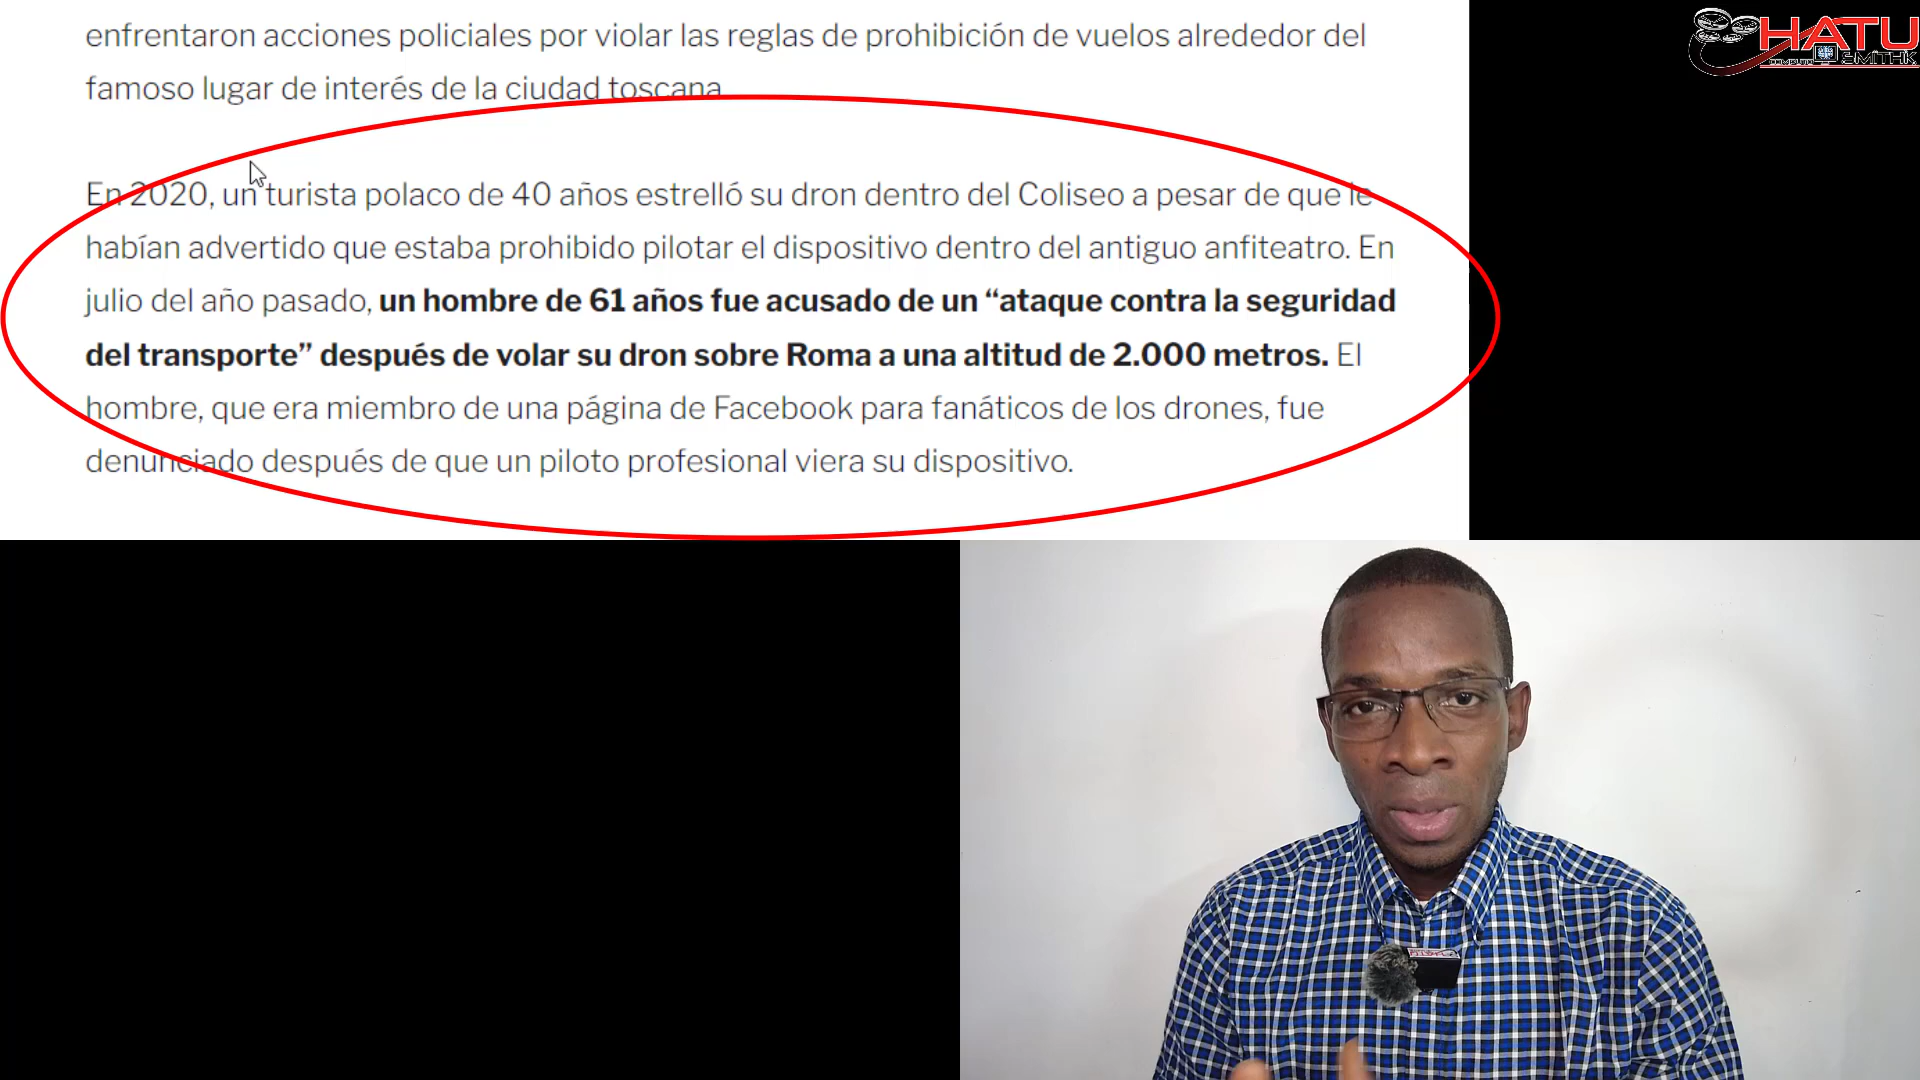 enfrentaron acciones policiales por violar las reglas de prohibición de vuelos alrededor del
famoso lugar de interés de la ciudad toscana.
En 2020, un turista polaco de 40 años estrelló su dron dentro del Coliseo a pesar de que le
habían advertido que estaba prohibido pilotar el dispositivo dentro del antiguo anfiteatro. En
julio del año pasado, un hombre de 61 años fue acusado de un “ataque contra la seguridad
del transporte” después de volar su dron sobre Roma a una altitud de 2.000 metros. El
hombre, que era miembro de una página de Facebook para fanáticos de los drones, fue
denunciado después de que un piloto profesional viera su dispositivo.
HATU
SMITHK